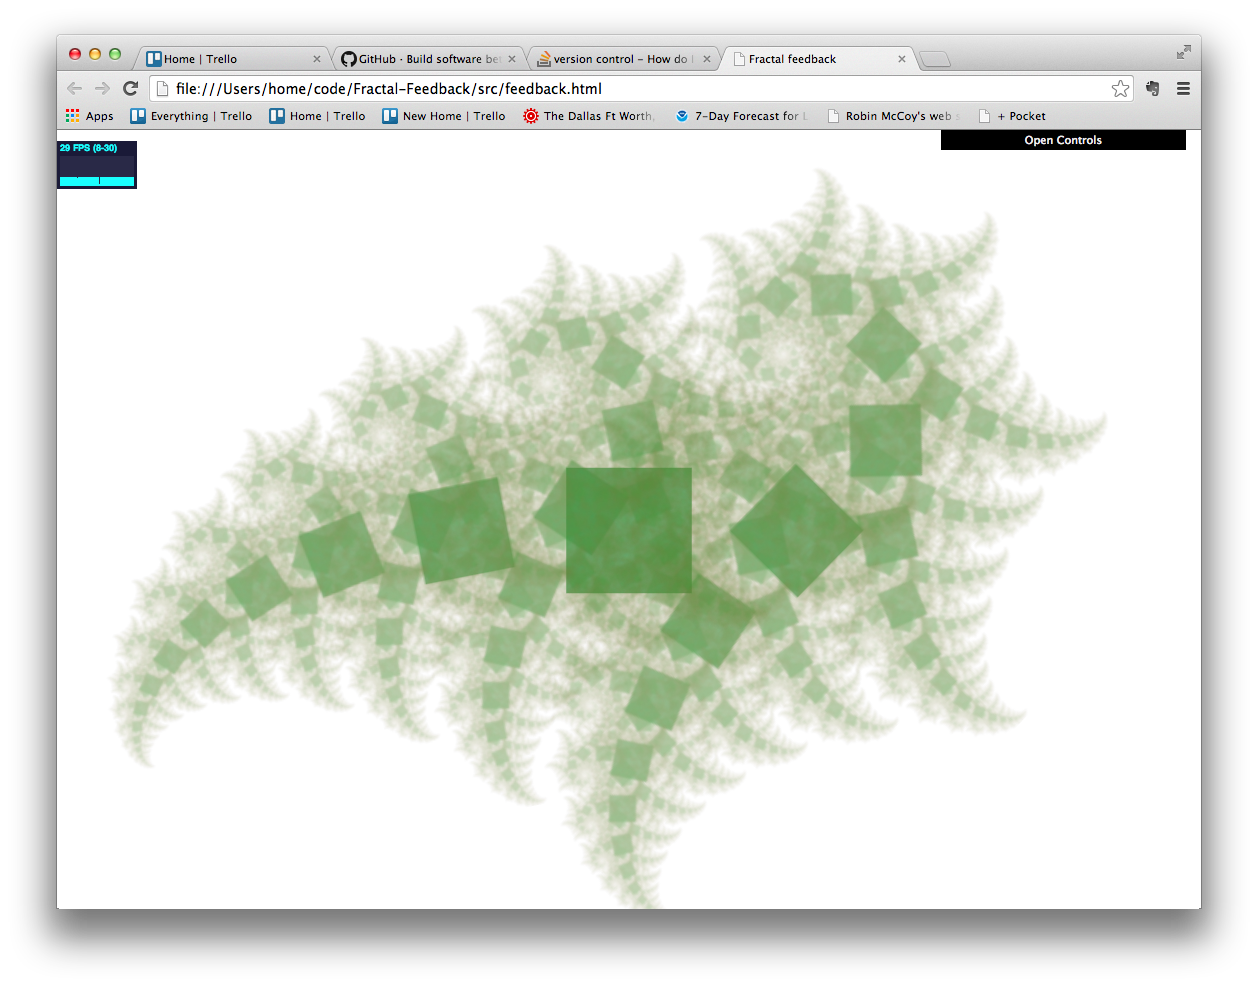 Home | Trello
GitHub · Build software be
version control – How do
Fractal feedback
file:///Users/home/code/Fractal-Feedback/src/feedback.html
Apps
Everything | Trello
Home | Trello
New Home | Trello
The Dallas Ft Worth,
7-Day Forecast for L
Robin McCoy's web s
+ Pocket
29 FPS (8-30)
Open Controls